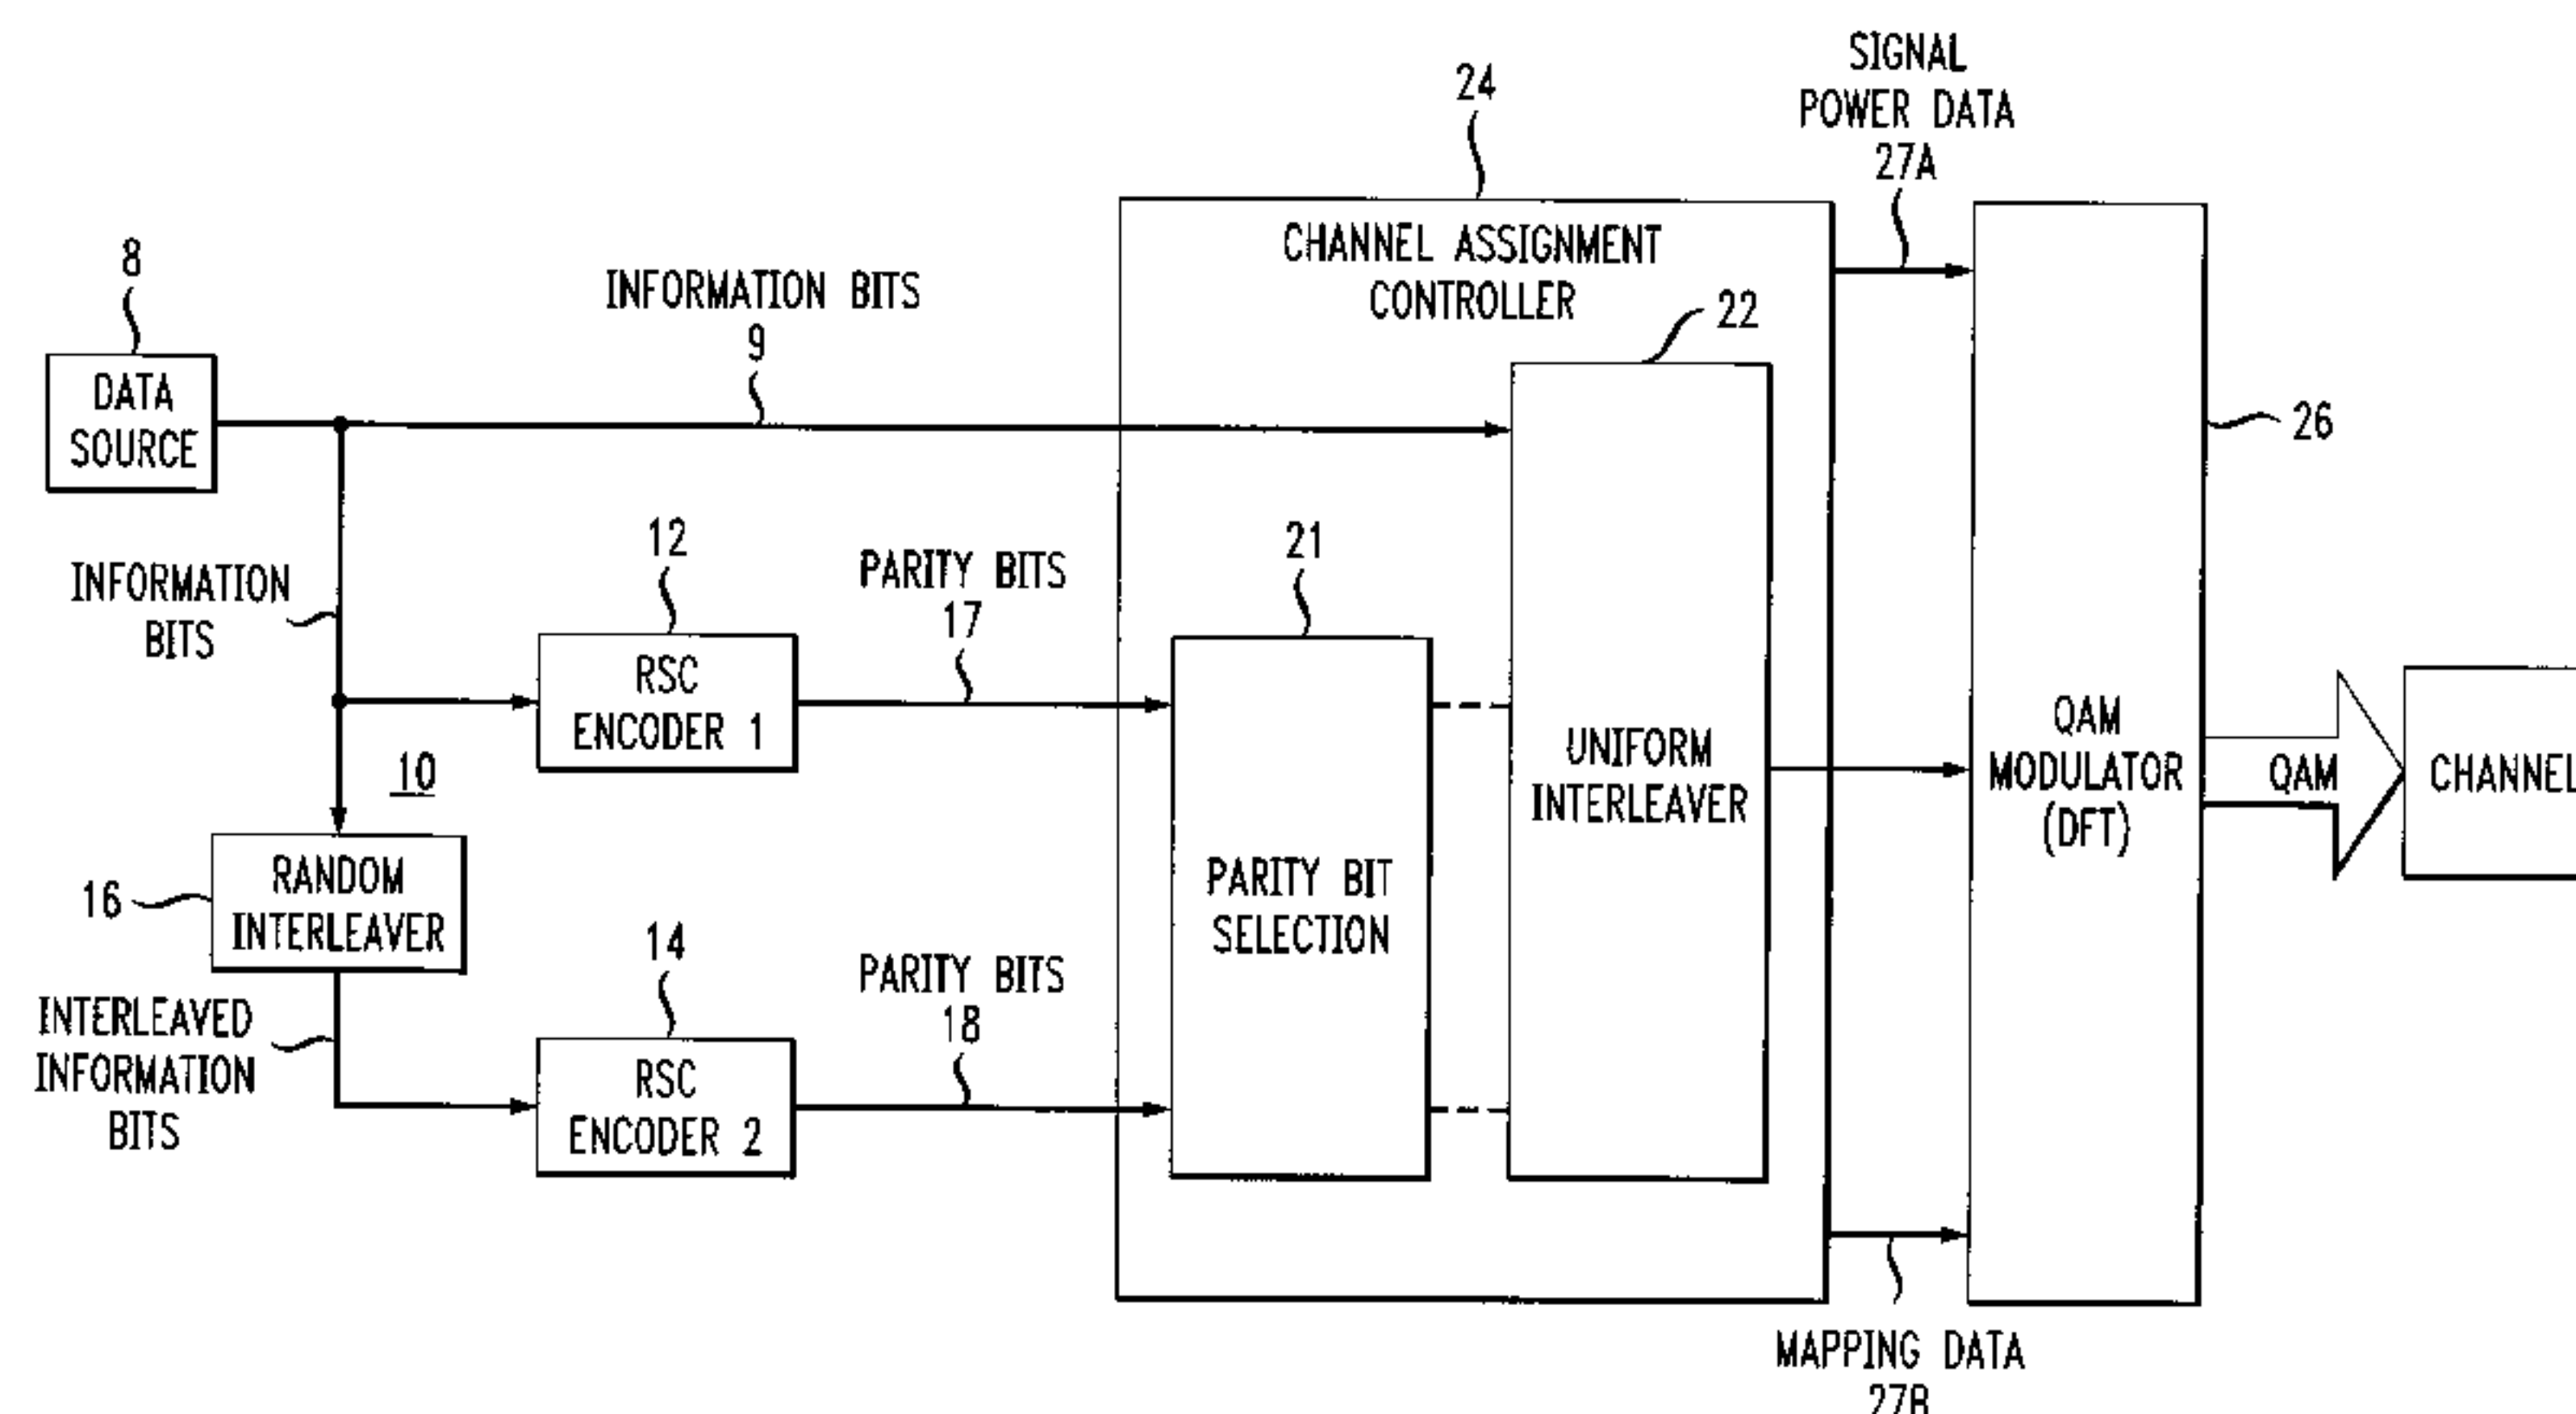 SIGNAL
POWER DATA
27A
24
CHANNEL ASSIGNMENT
CONTROLLER
8
INFORMATION BITS
9
22
DATA
SOURCE
26
12
PARITY BITS
17
21
INFORMATION
BITS
RSC
ENCODER 1
10
UNIFORM
INTERLEAVER
QAM
MODULATOR
(DFT)
QAM
CHANNEL
16
RANDOM
INTERLEAVER
PARITY BIT
SELECTION
14
PARITY BITS
18
INTERLEAVED
INFORMATION
BITS
RSC
ENCODER 2
MAPPING DATA
27B